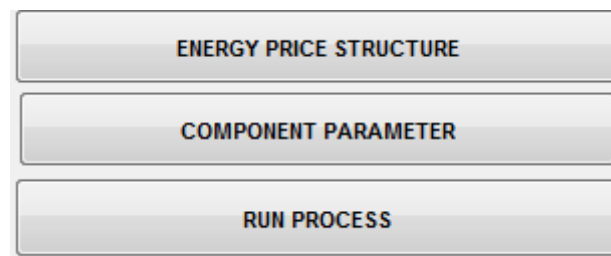 ENERGY PRICE STRUCTURE
COMPONENT PARAMETER
RUN PROCESS